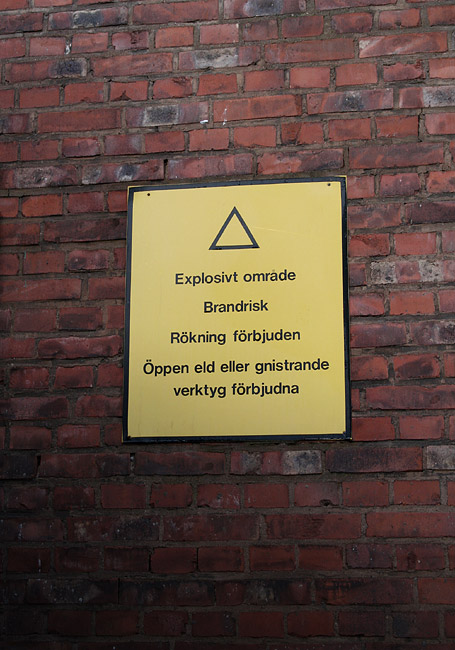 Explosivt område
Brandrisk
Rökning förbjuden
Öppen eld eller gnistrande
verktyg förbjudna